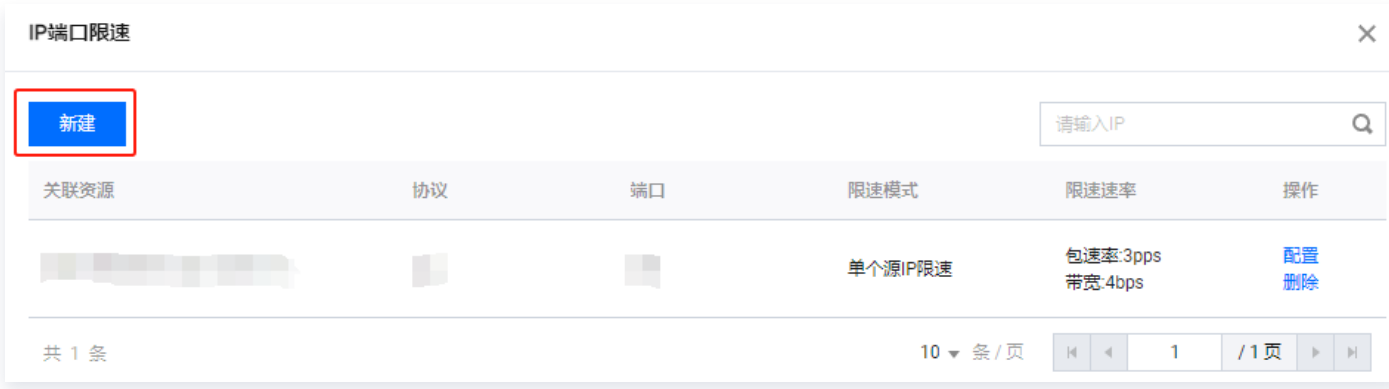 IP端口限速
新建
请输入IP
关联资源 协议 端口 限速模式 限速速率 操作
单个源IP限速
包速率:3pps
带宽:4bps
配置
删除
共 1 条
10 条 / 页 1 / 1 页